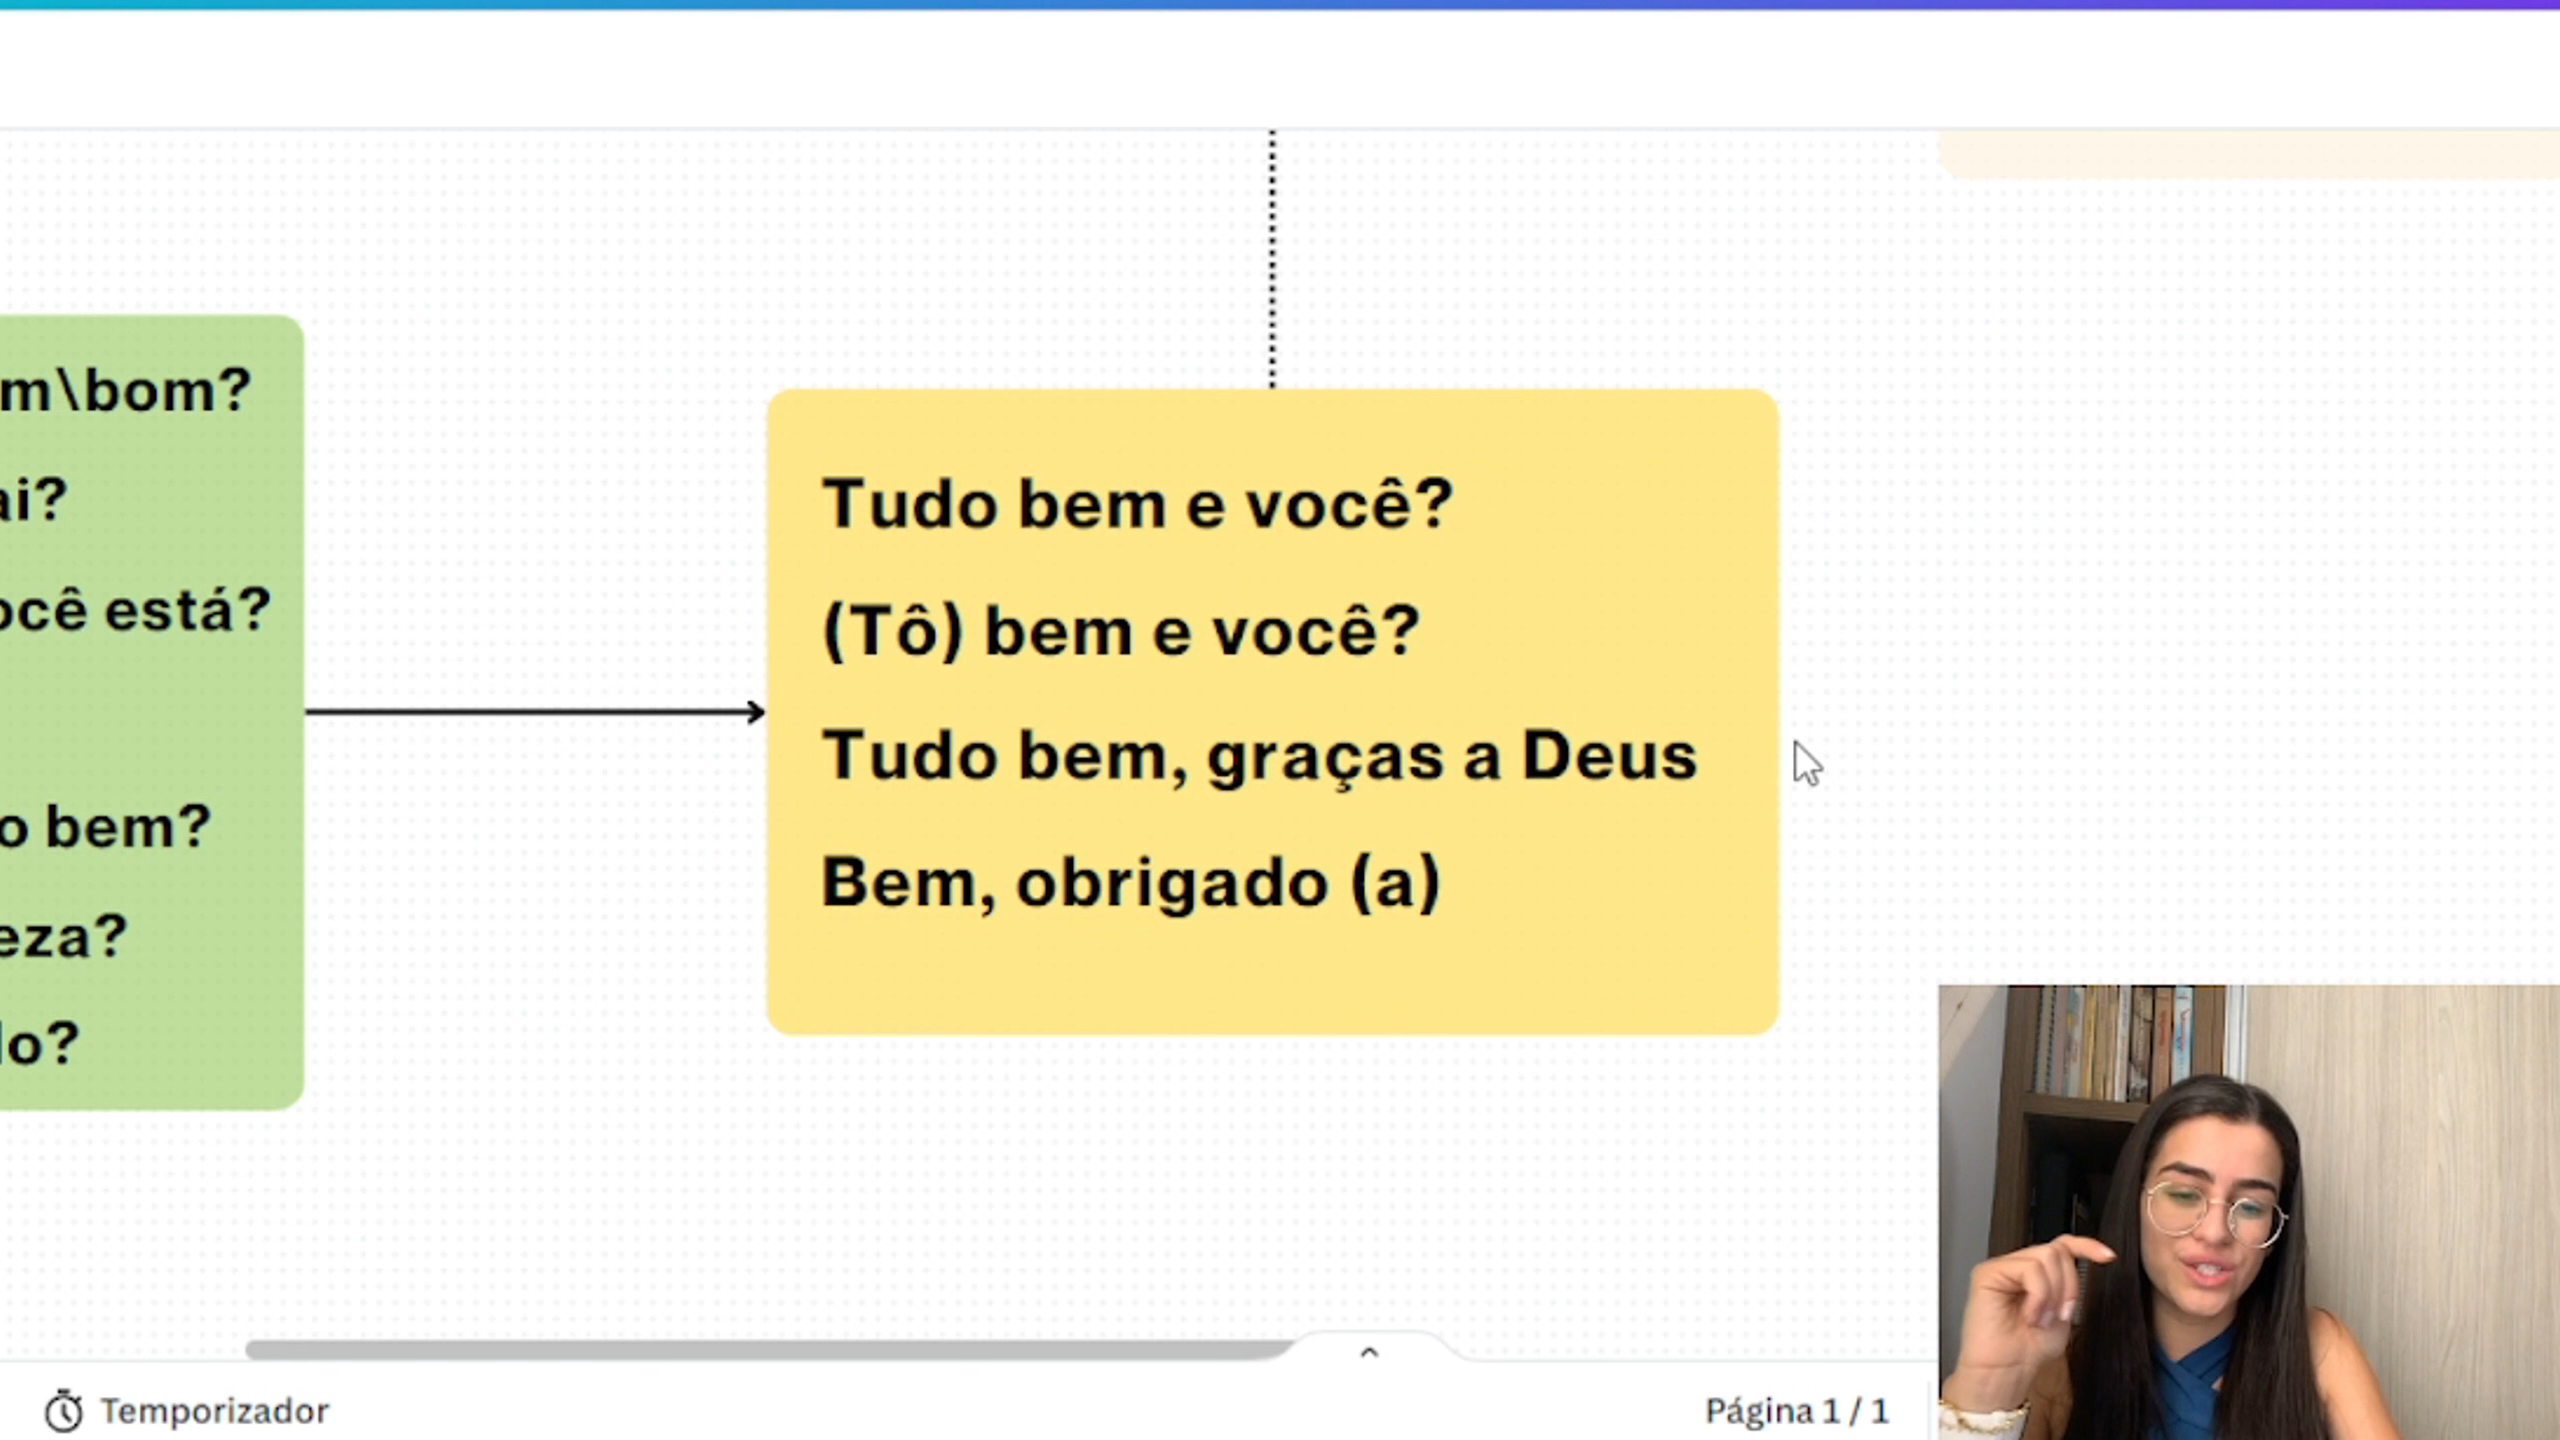 m\bom?
ai?
ocê está?
o bem?
eza?
lo?
Tudo bem e você?
(Tô) bem e você?
Tudo bem, graças a Deus
Bem, obrigado (a)
Temporizador
Página 1 / 1